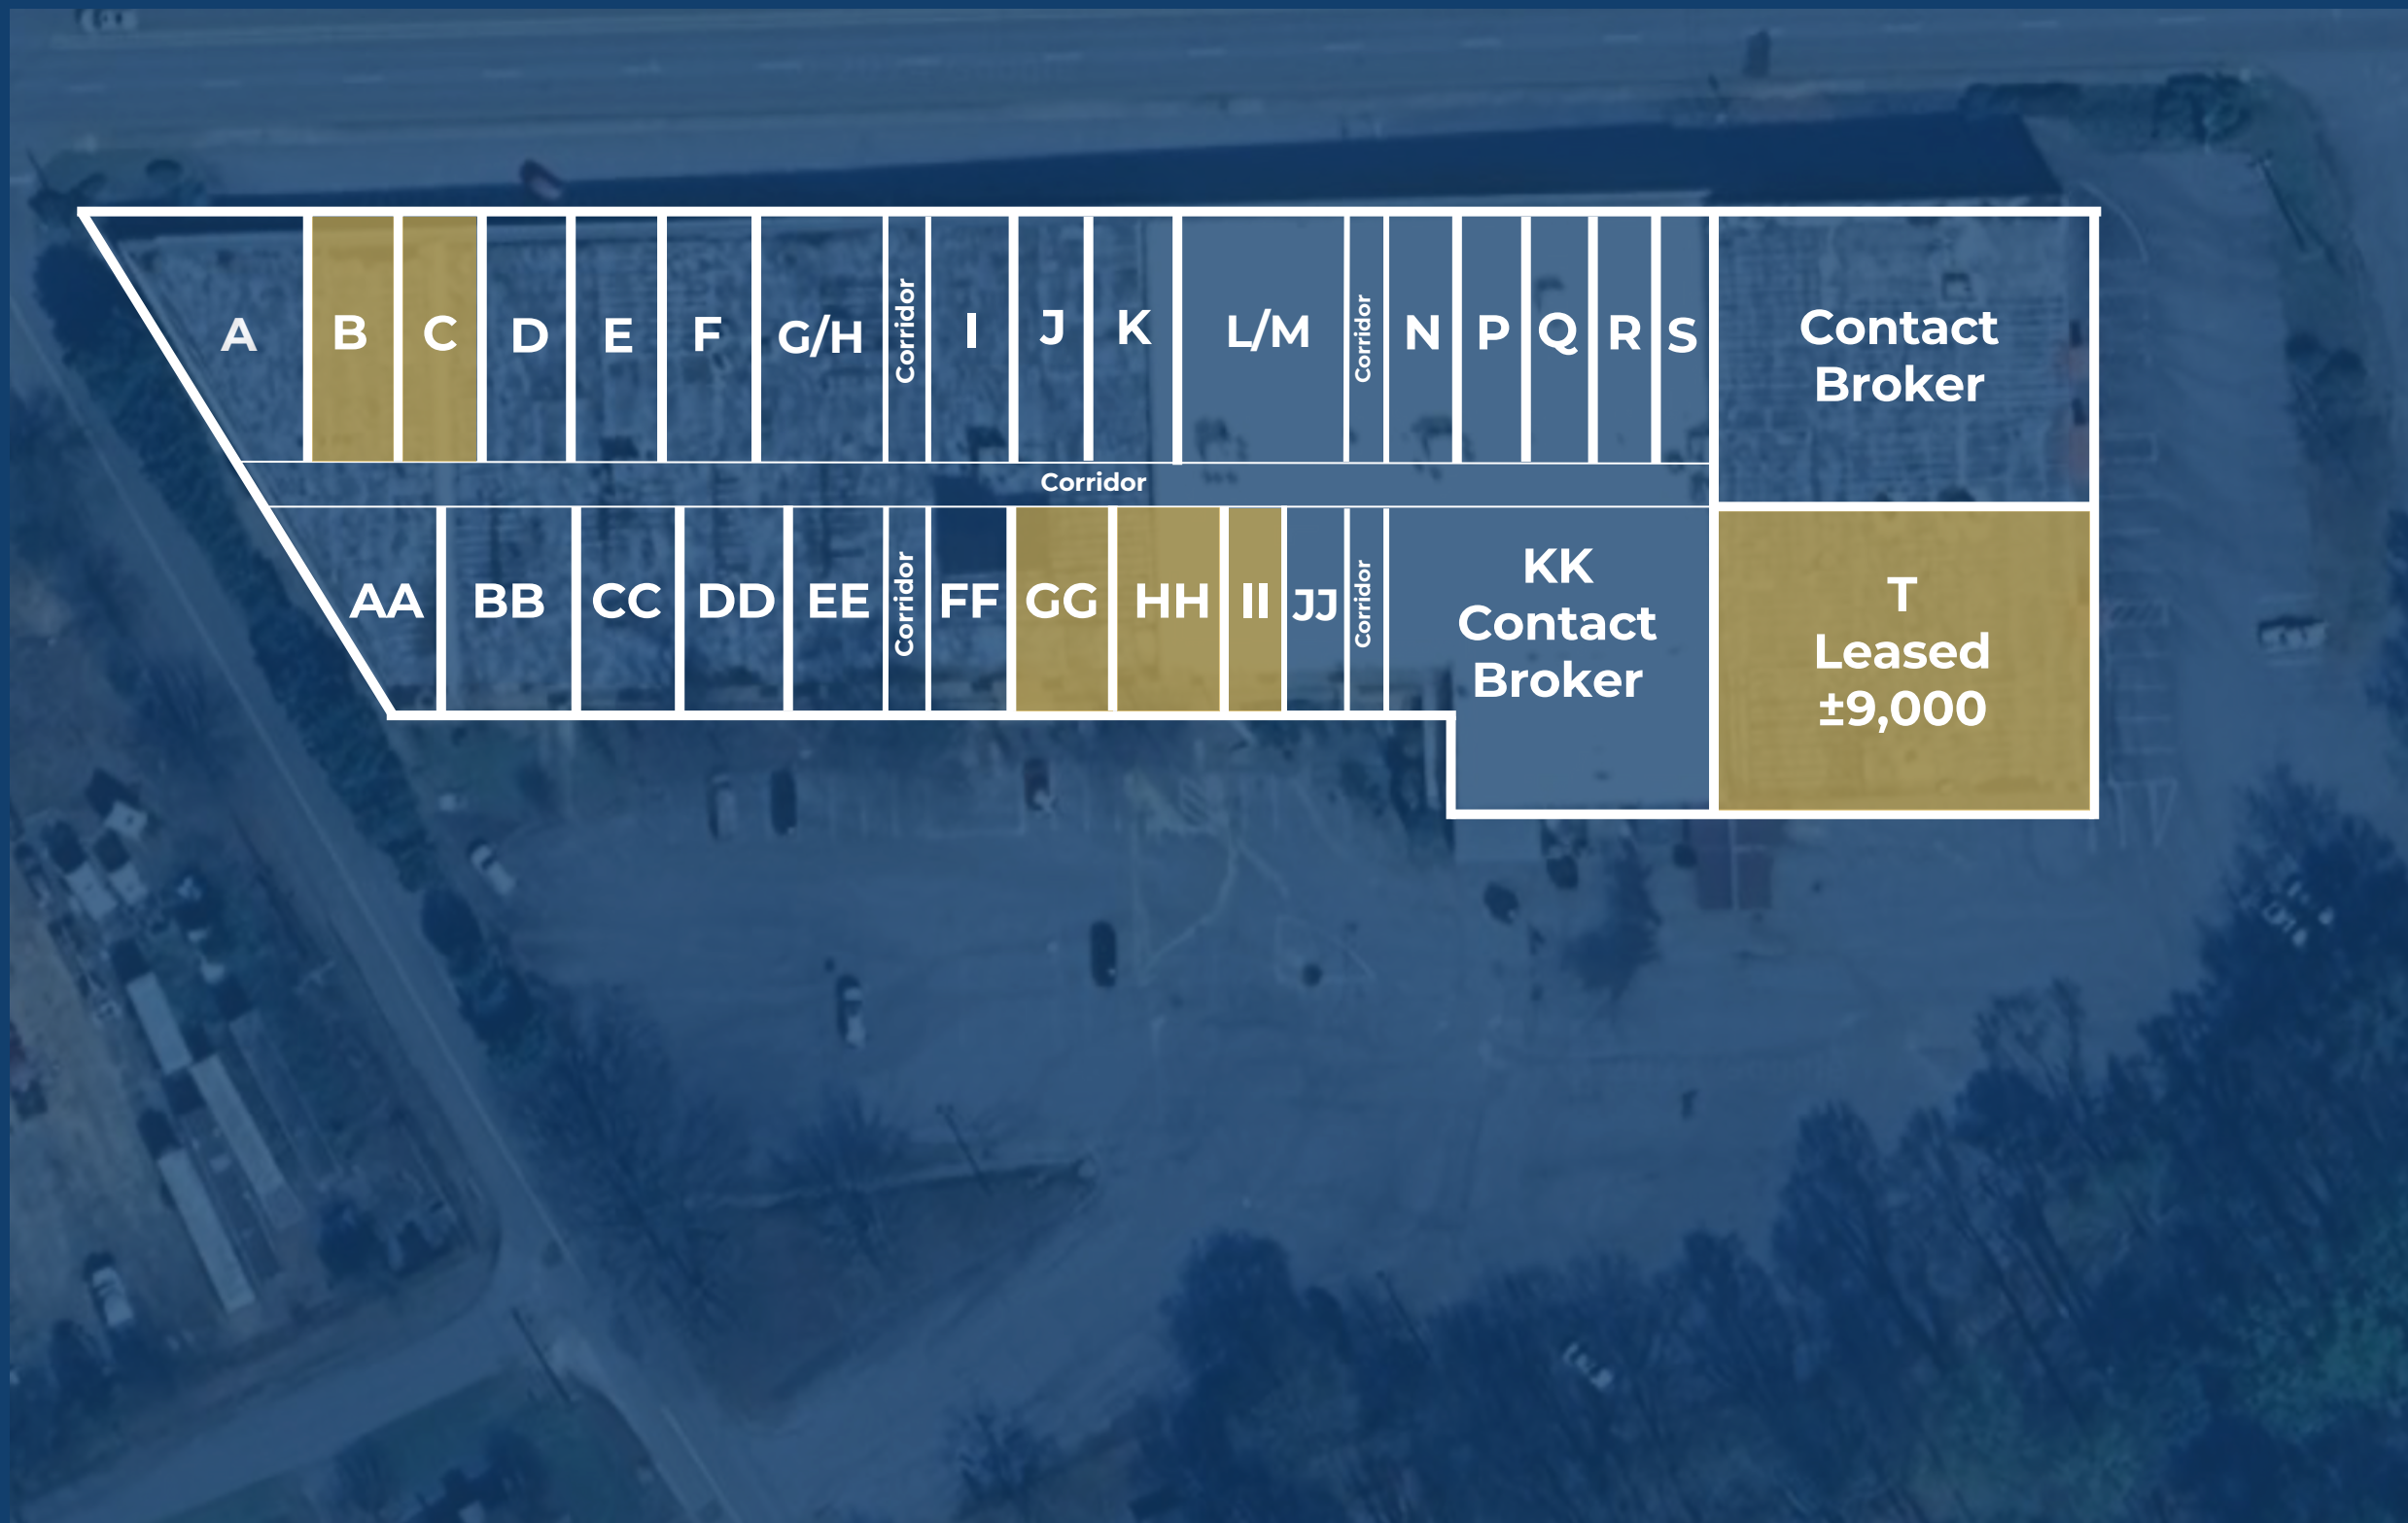 A
B
C
D
E
F
G/H
Corridor
I
J
K
L/M
Corridor
N
P
Q
R
S
Contact
Broker
Corridor
AA
BB
CC
DD
EE
Corridor
FF
GG
HH
II
JJ
Corridor
KK
Contact
Broker
T
Leased
±9,000